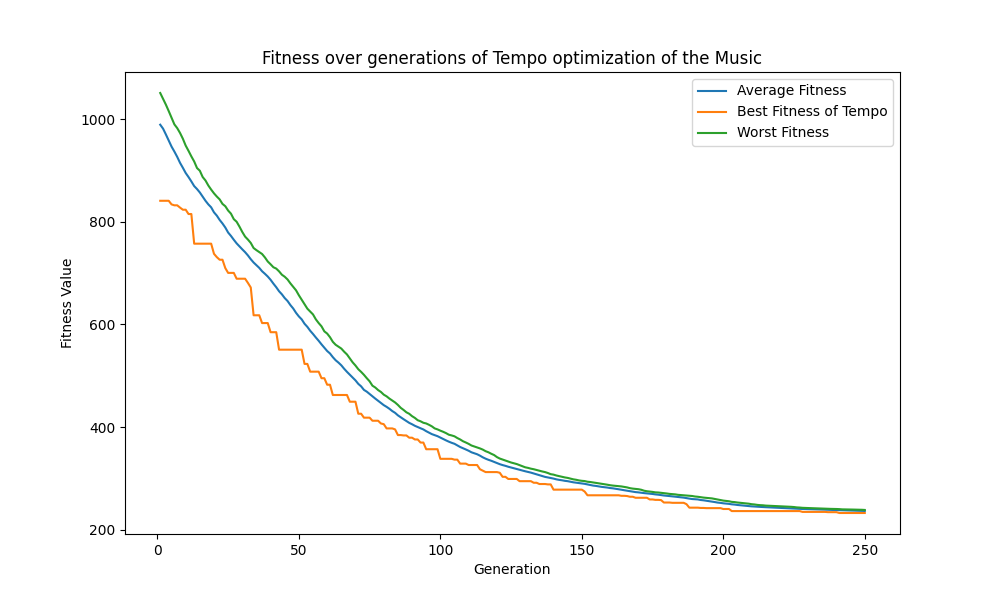 Fitness over generations of Tempo optimization of the Music
Average Fitness
Best Fitness of Tempo
Worst Fitness
Fitness Value
1000
800
600
400
200
0 50 100 150 200 250
Generation